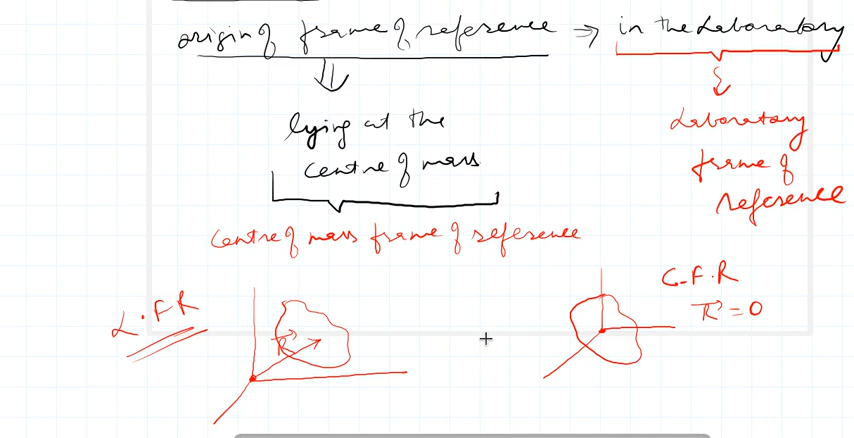 origin of frame of reference ⇒ in the Laboratory
⇓
lying at the
centre of mass
centre of mass frame of reference
Laboratory
frame of
reference
L.F.R
R⃗
C-F.R
R⃗ = 0